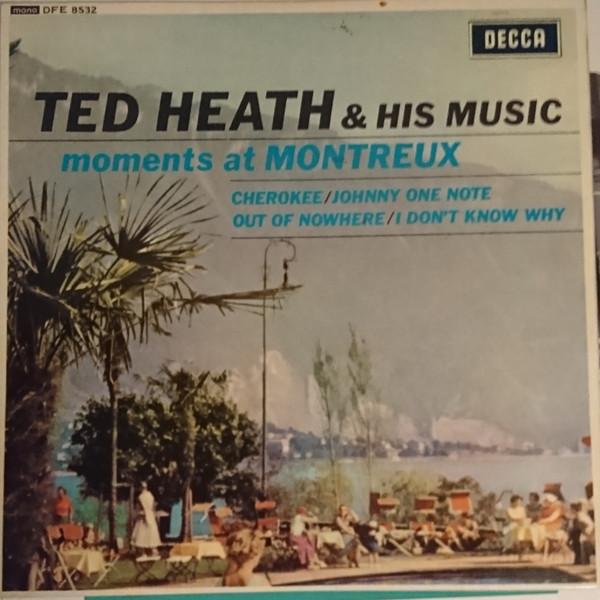 mono DFE 8532
DECCA
TED HEATH & HIS MUSIC
moments at MONTREUX
CHEROKEE/JOHNNY ONE NOTE
OUT OF NOWHERE/I DON'T KNOW WHY